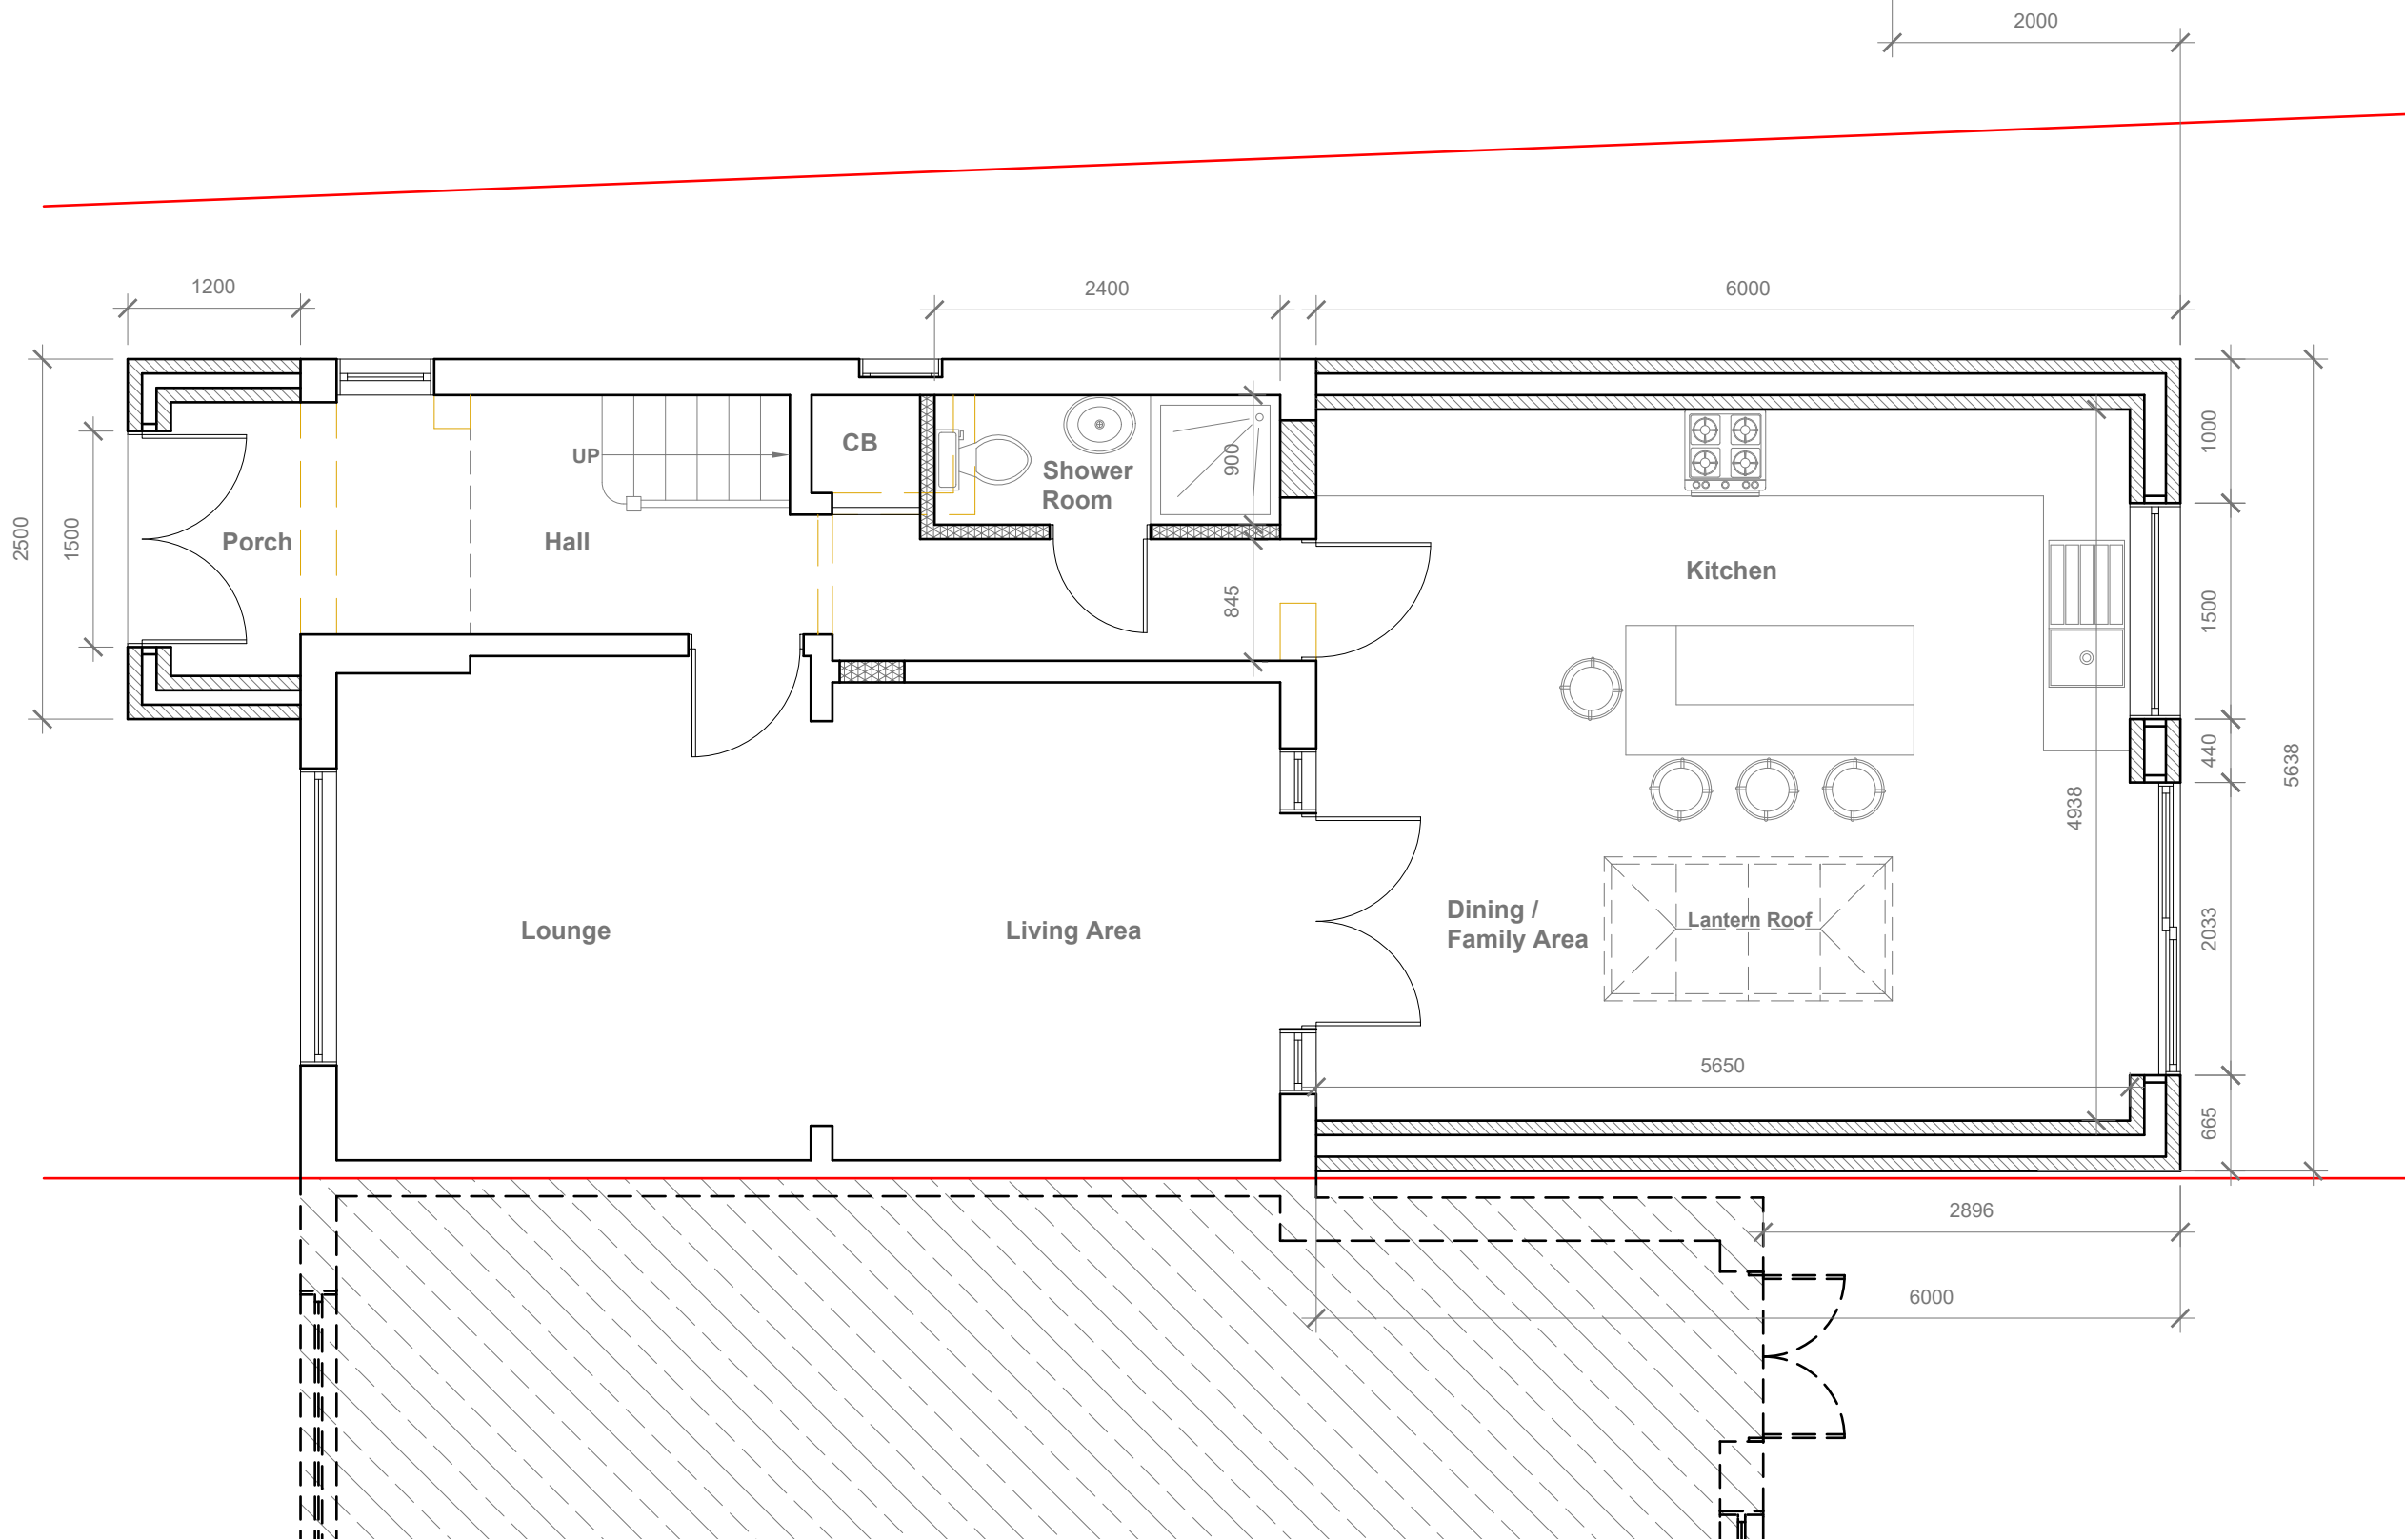 2000
1200
2400
6000
CB
UP
900
Shower
Room
1000
2500
1500
Porch
Hall
Kitchen
845
1500
440
5638
4938
Lounge
Living Area
Dining /
Family Area
Lantern Roof
2033
5650
665
2896
6000